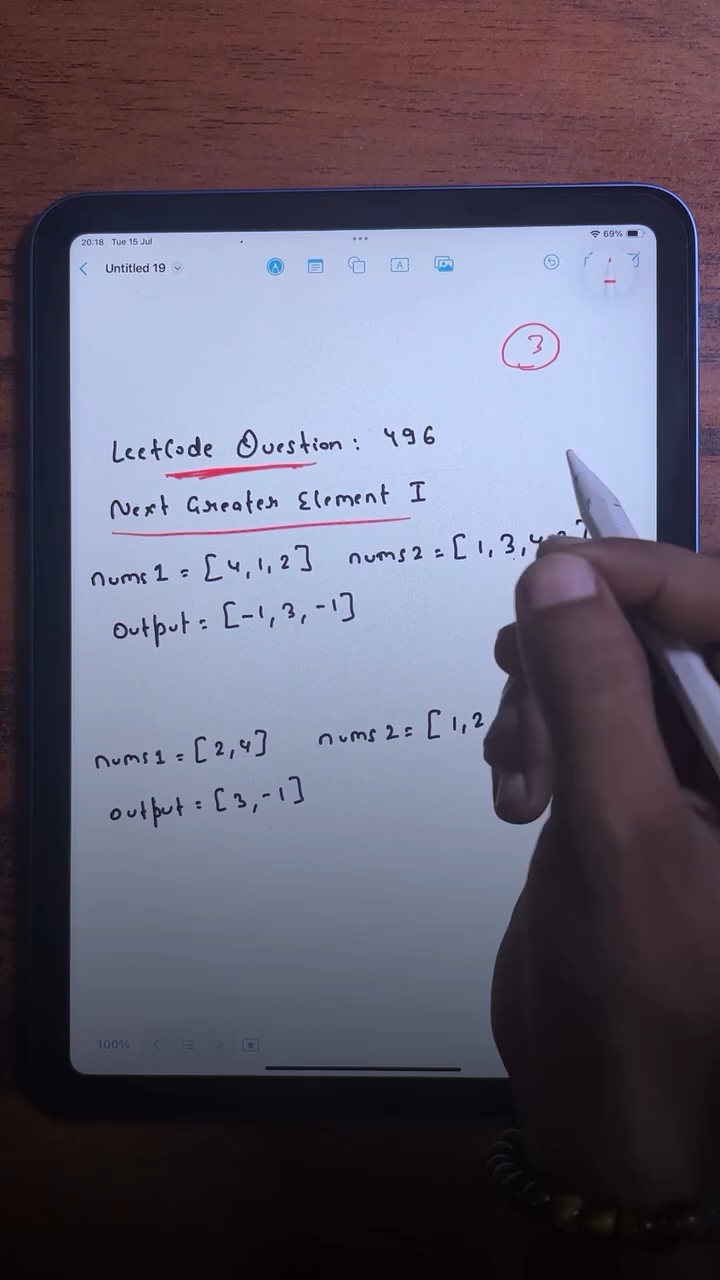 20:18 Tue 15 Jul
69%
Untitled 19
A
3
LeetCode Question: 496
Next Greater Element I
nums1 = [4,1,2] nums2 = [1,3,4
Output = [-1, 3, -1]
nums1 = [2,4] nums2 = [1,2
output = [3,-1]
100%